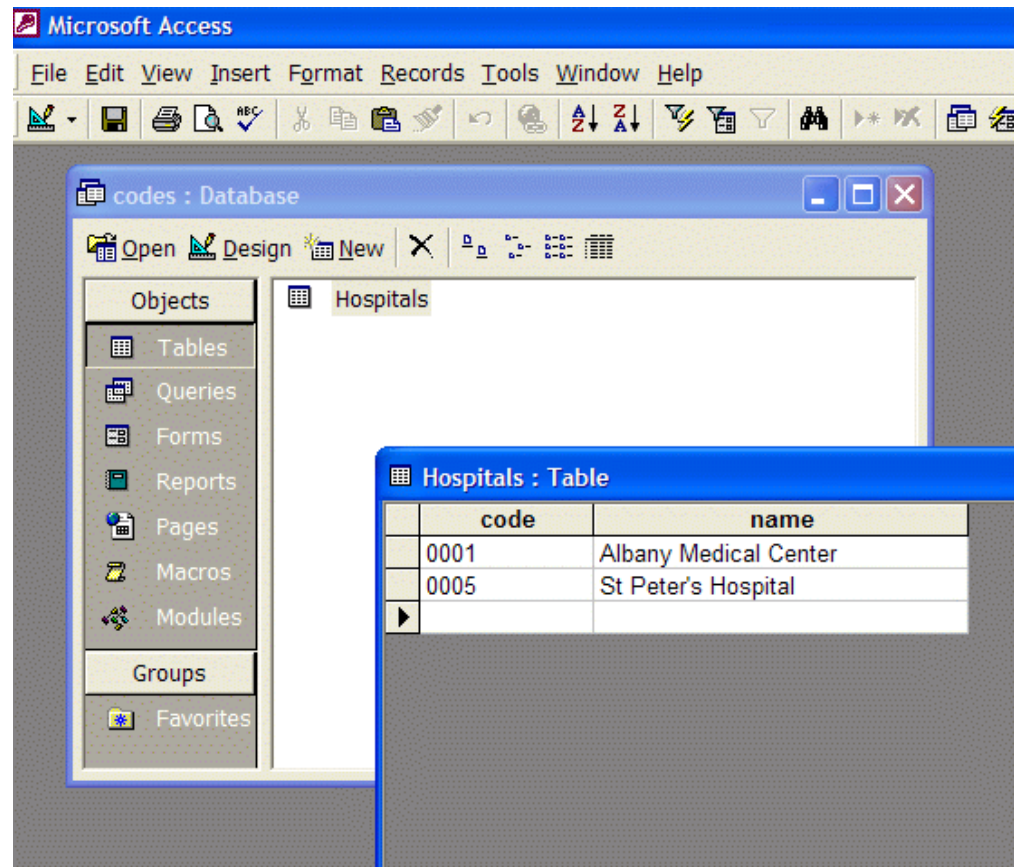 Microsoft Access
File Edit View Insert Format Records Tools Window Help
codes : Database
Open Design New
Objects
Hospitals
Tables
Queries
Forms
Reports
Pages
Macros
Modules
Groups
Favorites
Hospitals : Table
code name
0001 Albany Medical Center
0005 St Peter's Hospital